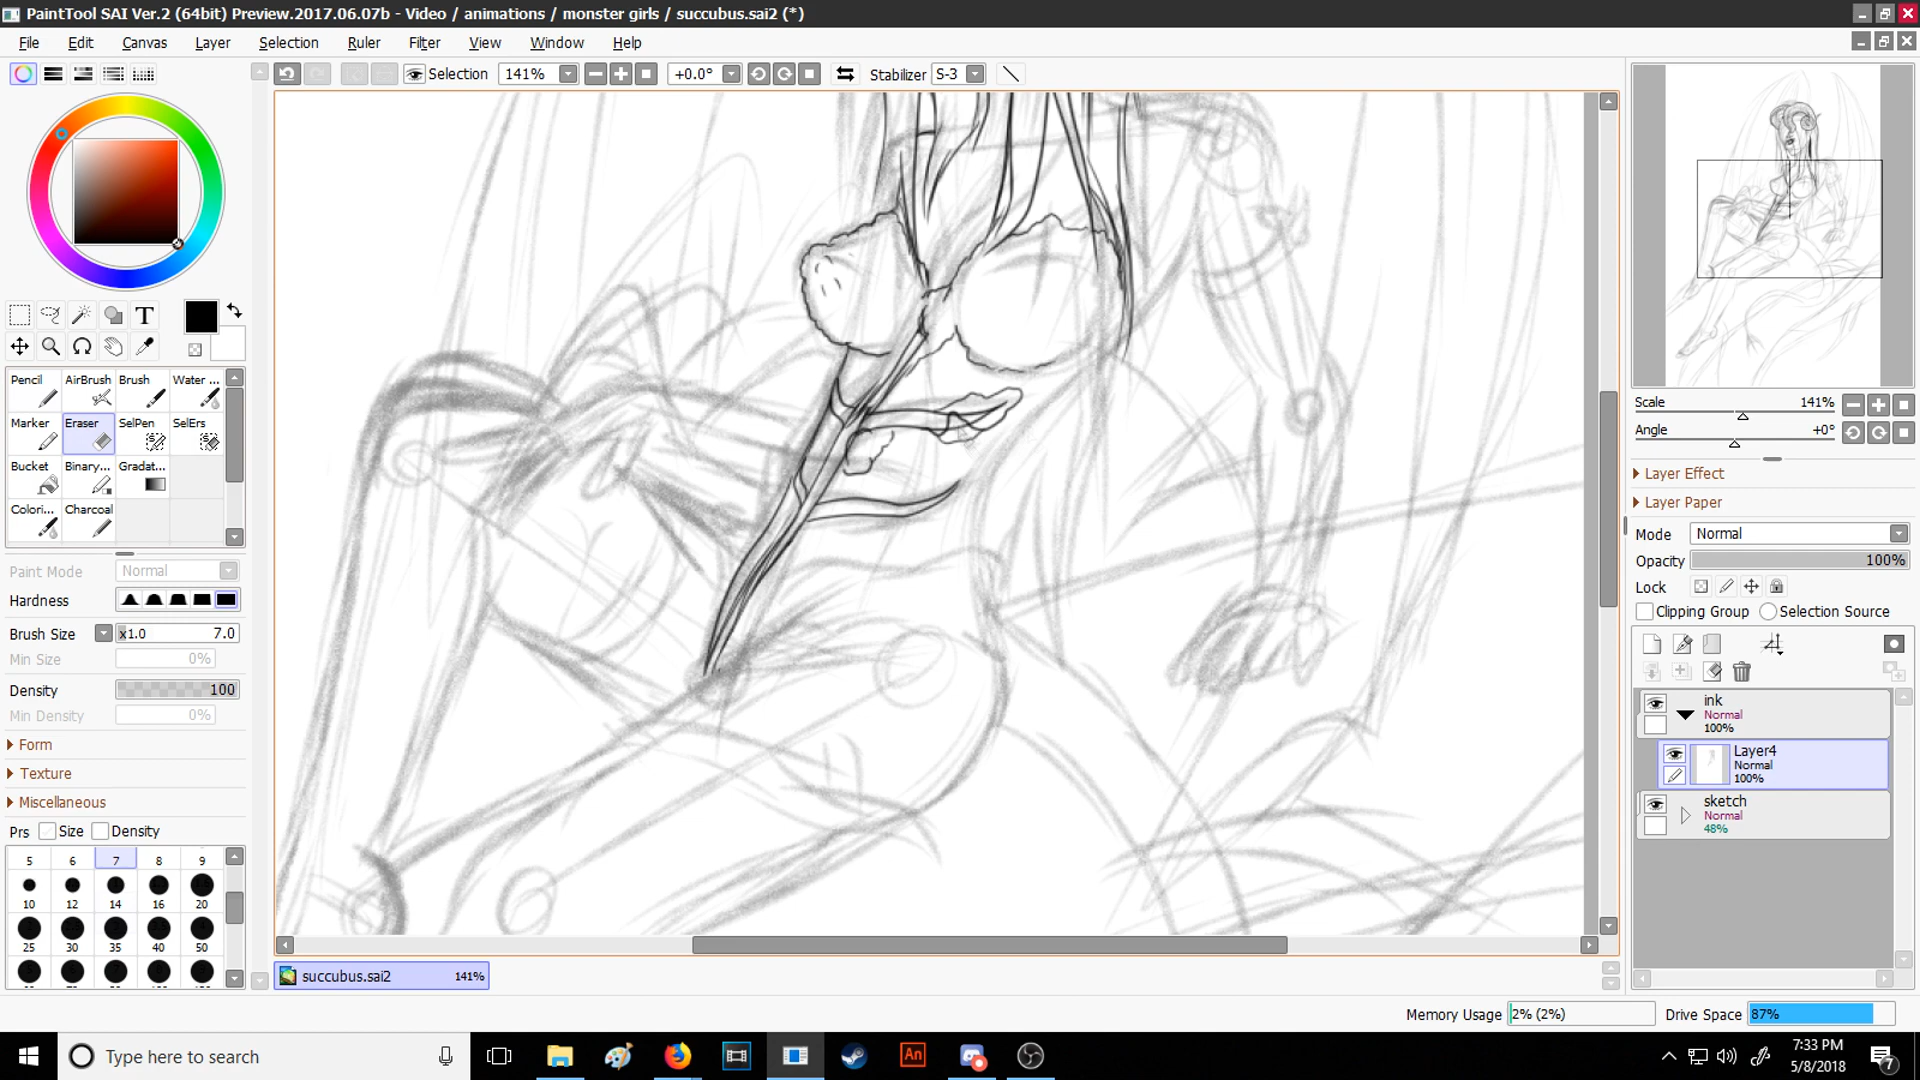 PaintTool SAI Ver.2 (64bit) Preview.2017.06.07b - Video / animations / monster girls / succubus.sai2 (*)
File Edit Canvas Layer Selection Ruler Filter View Window Help
Selection 141% +0.0° Stabilizer S-3
T
Pencil AirBrush Brush Water ...
Marker Eraser SelPen SelErs
Bucket Binary... Gradat...
Colori... Charcoal
Paint Mode Normal
Hardness
Brush Size x1.0 7.0
Min Size 0%
Density 100
Min Density 0%
Form
Texture
Miscellaneous
Prs Size Density
5 6 7 8 9
10 12 14 16 20
25 30 35 40 50
succubus.sai2 141%
Scale 141%
Angle +0°
Layer Effect
Layer Paper
Mode Normal
Opacity 100%
Lock
Clipping Group Selection Source
ink
Normal
100%
Layer4
Normal
100%
sketch
Normal
48%
Memory Usage 2% (2%) Drive Space 87%
Type here to search
An
7:33 PM
5/8/2018
7